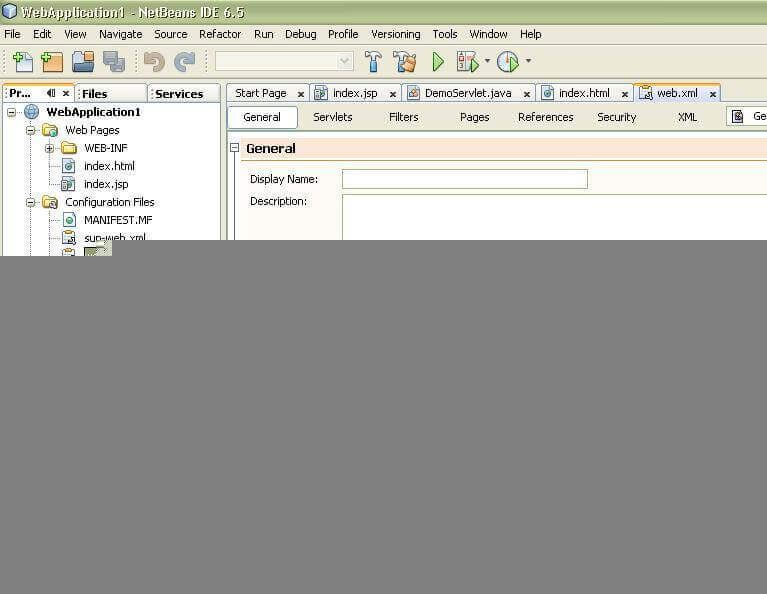 WebApplication1 - NetBeans IDE 6.5
File Edit View Navigate Source Refactor Run Debug Profile Versioning Tools Window Help
Pr... Files Services Start Page index.jsp DemoServlet.java index.html web.xml
WebApplication1
General Servlets Filters Pages References Security XML Ge
Web Pages
WEB-INF
General
index.html
Display Name:
index.jsp
Description:
Configuration Files
MANIFEST.MF
sun-web.xml